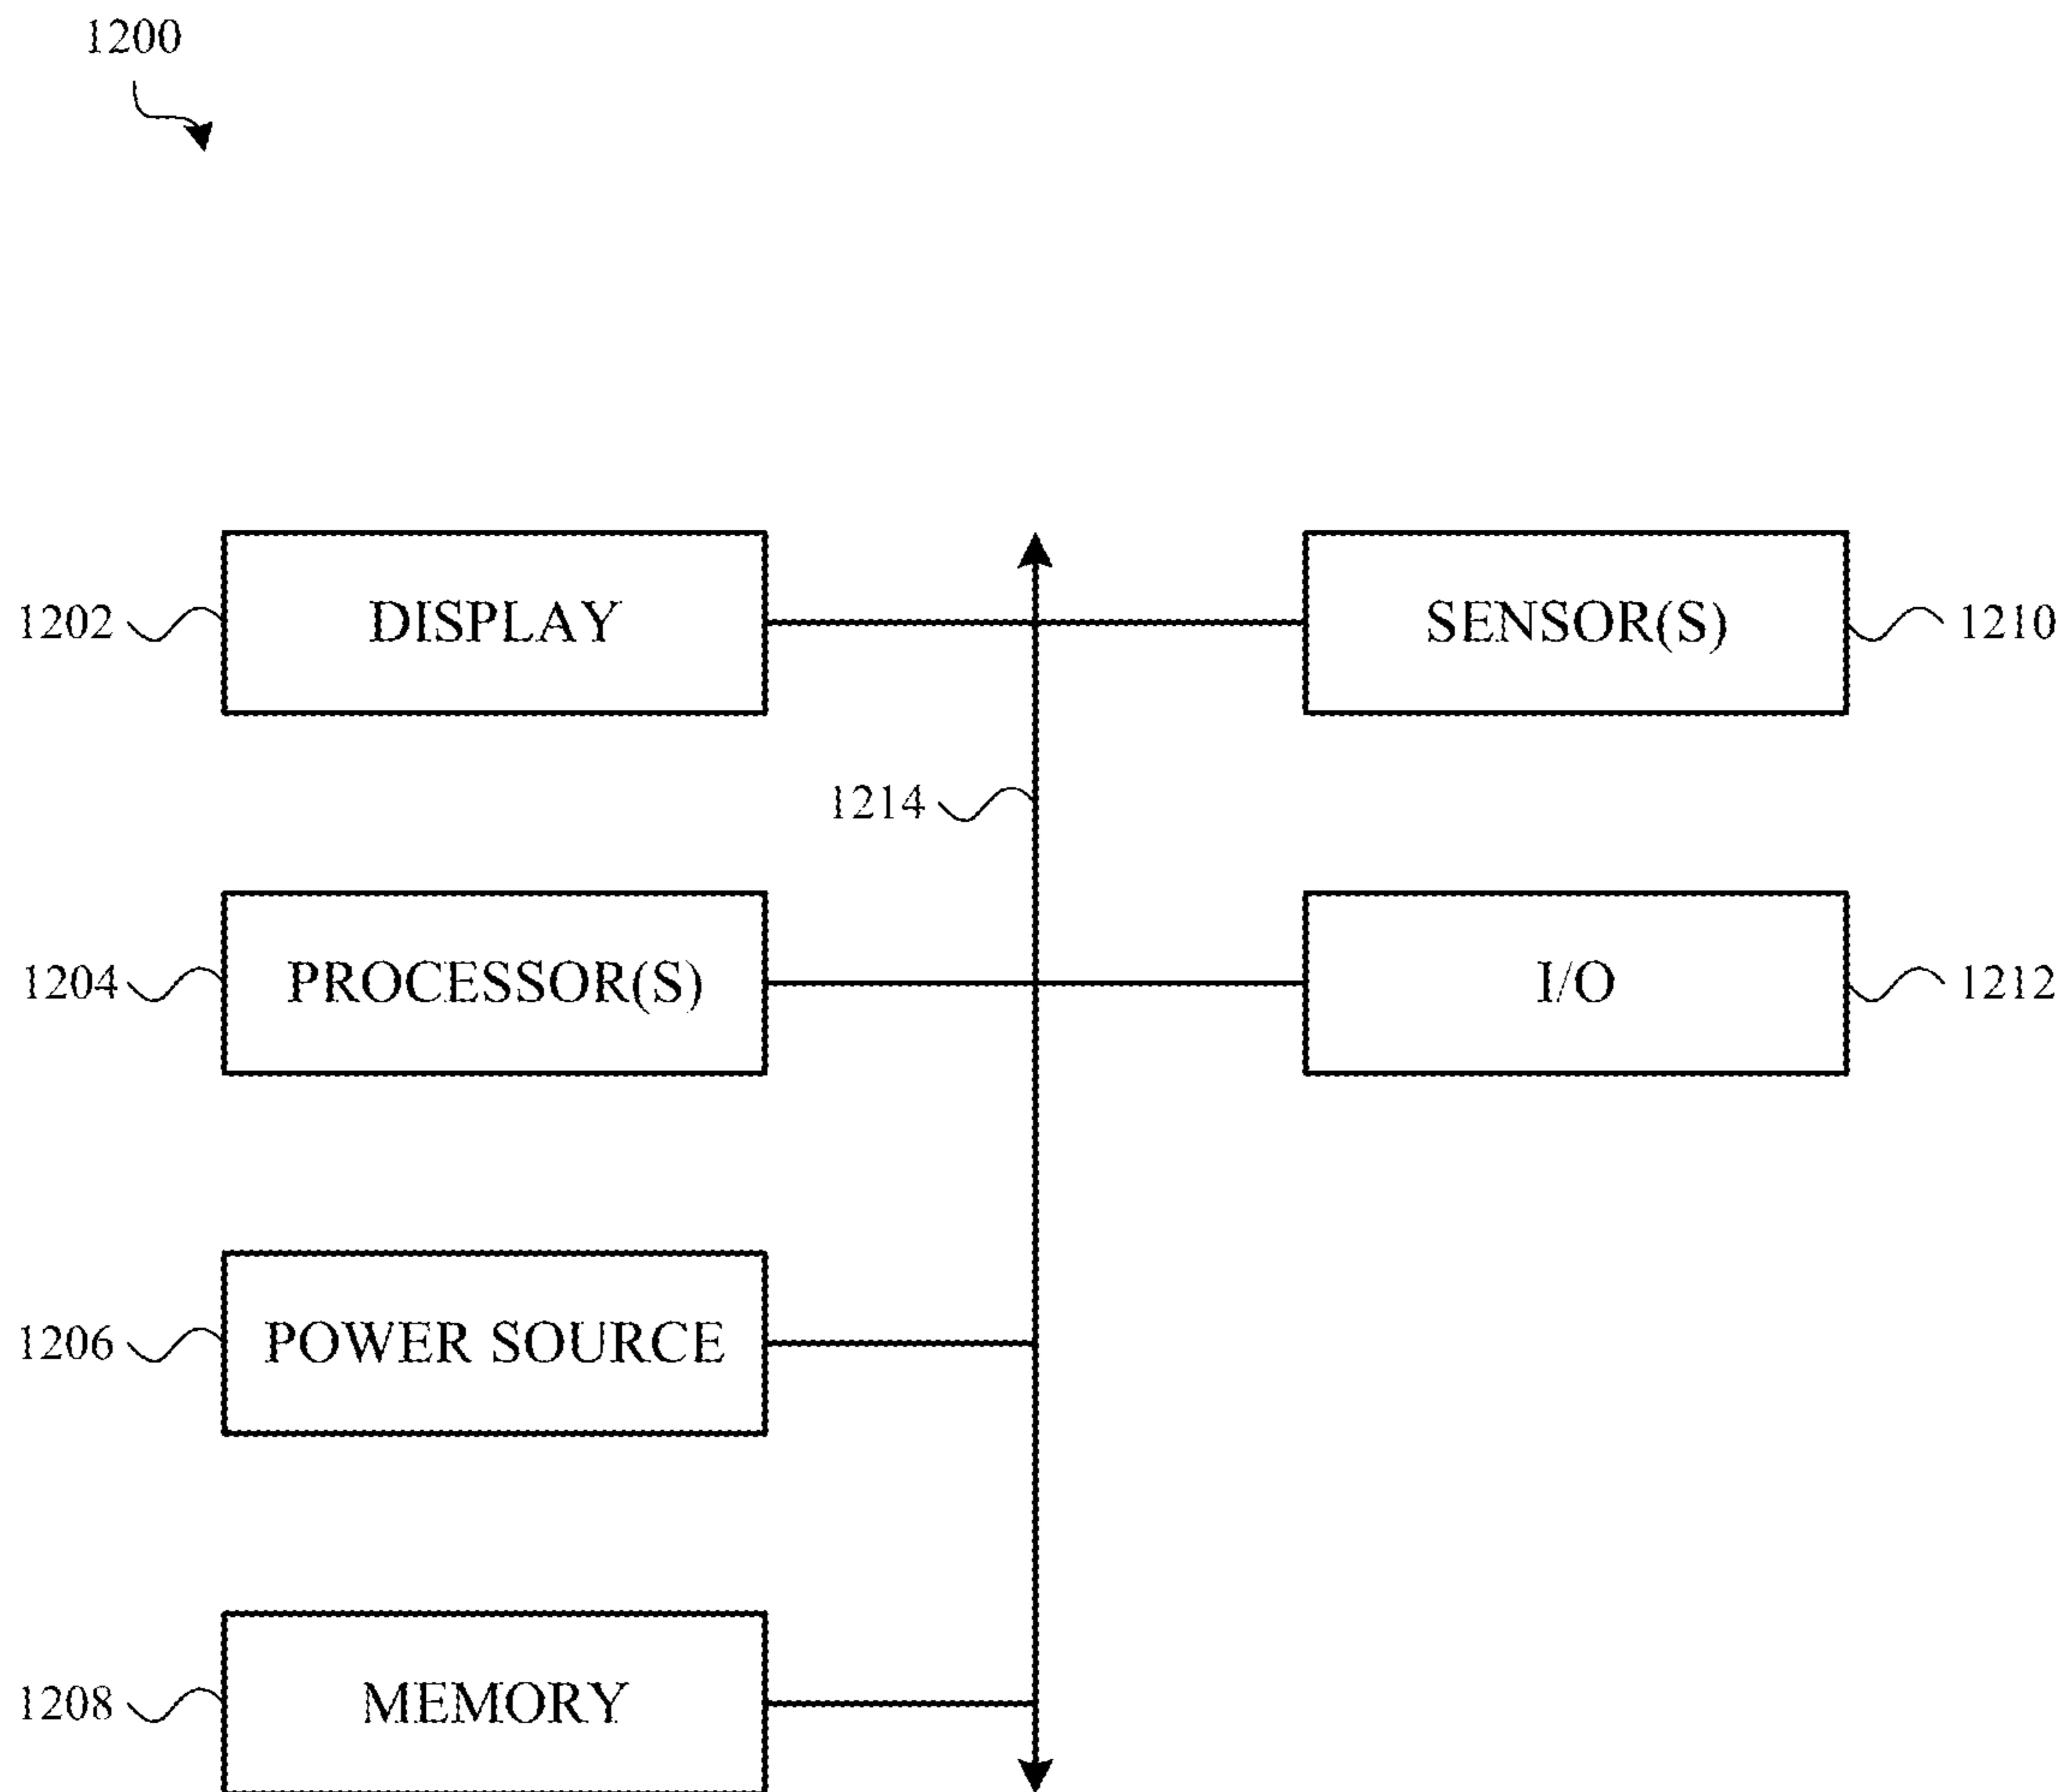 1200
1202 DISPLAY SENSOR(S) 1210
1214
1204 PROCESSOR(S) I/O 1212
1206 POWER SOURCE
1208 MEMORY